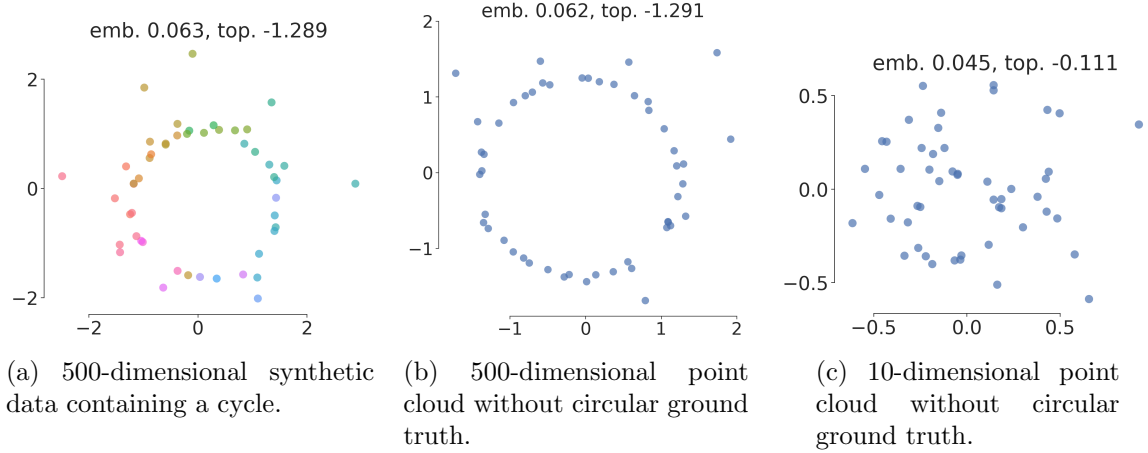 emb. 0.063, top. -1.289
2
0
−2
−2
0
2
(a) 500-dimensional synthetic
data containing a cycle.
emb. 0.062, top. -1.291
2
1
0
−1
−1
0
1
2
(b) 500-dimensional point
cloud without circular ground
truth.
emb. 0.045, top. -0.111
0.5
0.0
−0.5
−0.5
0.0
0.5
(c) 10-dimensional point
cloud without circular
ground truth.